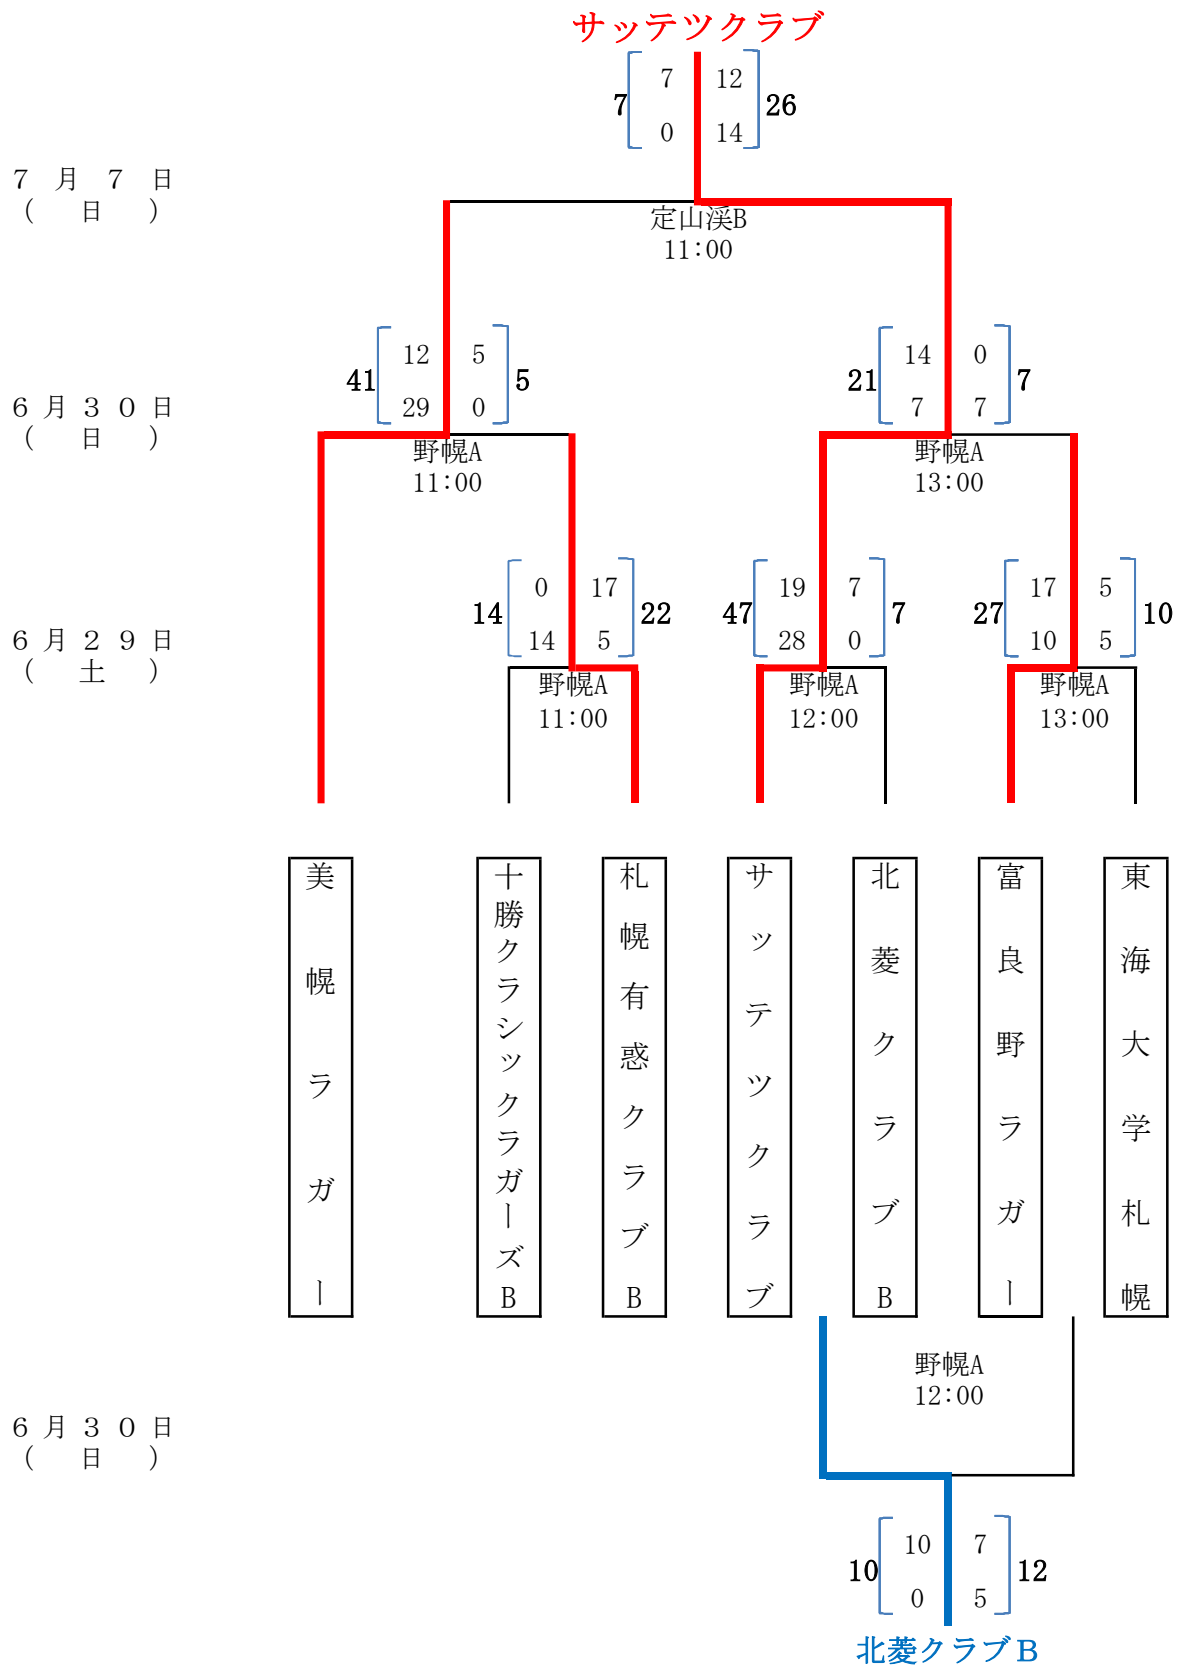 サッテツクラブ
7 7 12 26
0 14
７月７日
(日)
定山渓B
11:00
41 12 5 5
29 0
21 14 0 7
7 7
６月３０日
(日)
野幌A
11:00
野幌A
13:00
14 0 17 22
14 5
47 19 7 7
28 0
27 17 5 10
10 5
６月２９日
(土)
野幌A
11:00
野幌A
12:00
野幌A
13:00
美幌ラガー
十勝クラシックラガーズB
札幌有惑クラブB
サッテツクラブ
北菱クラブB
富良野ラガー
東海大学札幌
野幌A
12:00
６月３０日
(日)
10 10 7 12
0 5
北菱クラブＢ